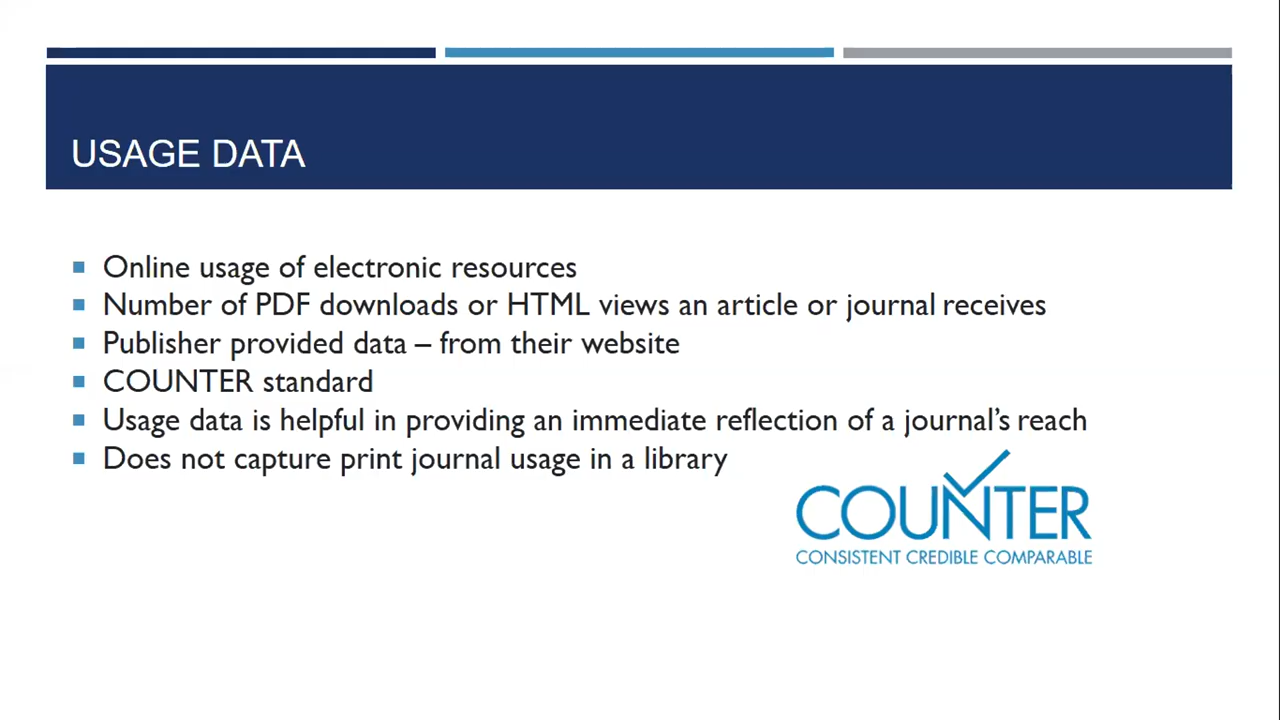 USAGE DATA
Online usage of electronic resources
Number of PDF downloads or HTML views an article or journal receives
Publisher provided data – from their website
COUNTER standard
Usage data is helpful in providing an immediate reflection of a journal’s reach
Does not capture print journal usage in a library
COUNTER
CONSISTENT CREDIBLE COMPARABLE